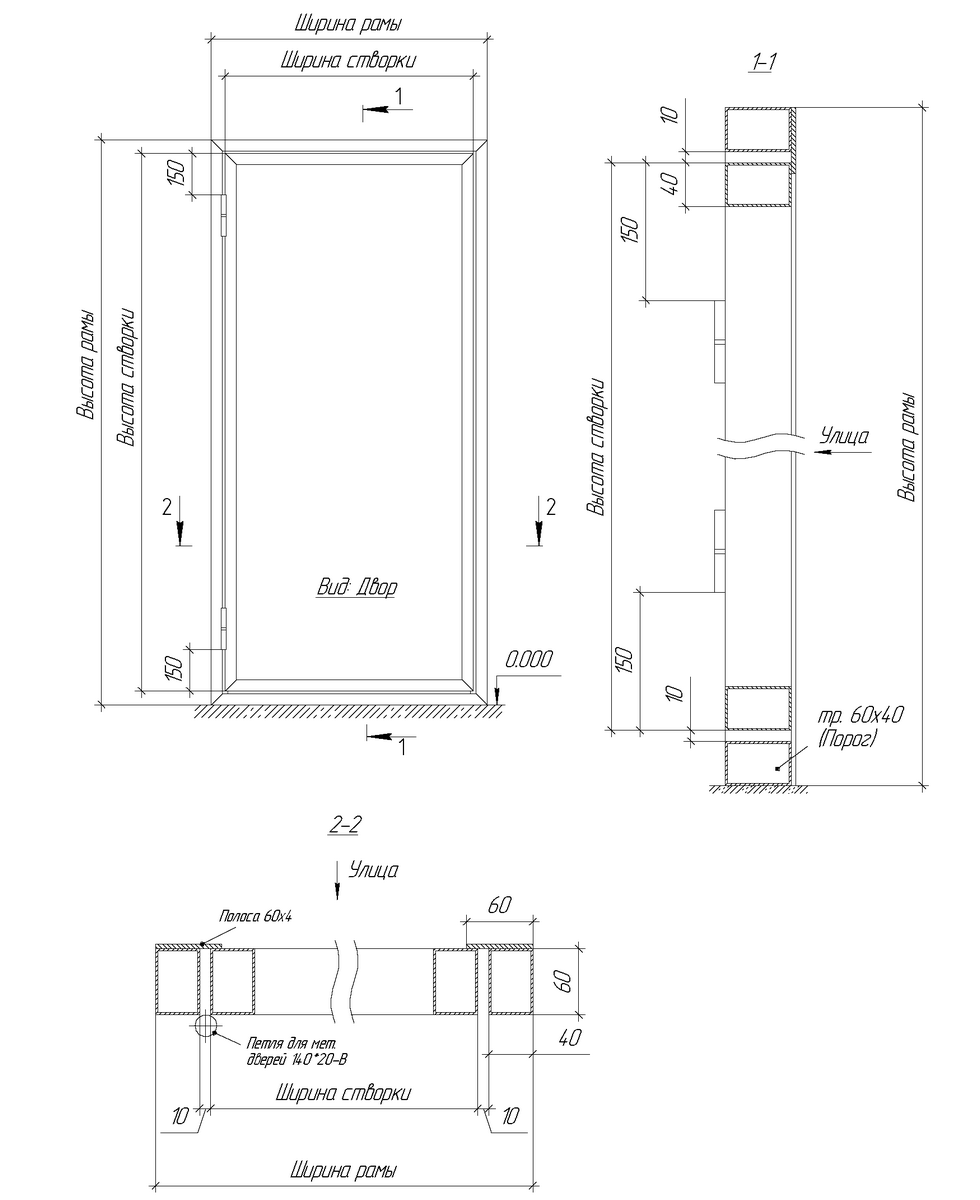 Ширина рамы
Ширина створки
1
150
Высота рамы
Высота створки
2
2
Вид: Двор
150
0.000
1
1-1
10
40
150
Высота створки
Улица
Высота рамы
150
10
тр. 60х40
(Порог)
2-2
Улица
Полоса 60х4
60
60
Петля для мет.
дверей 140*20-В
40
Ширина створки
10
10
Ширина рамы